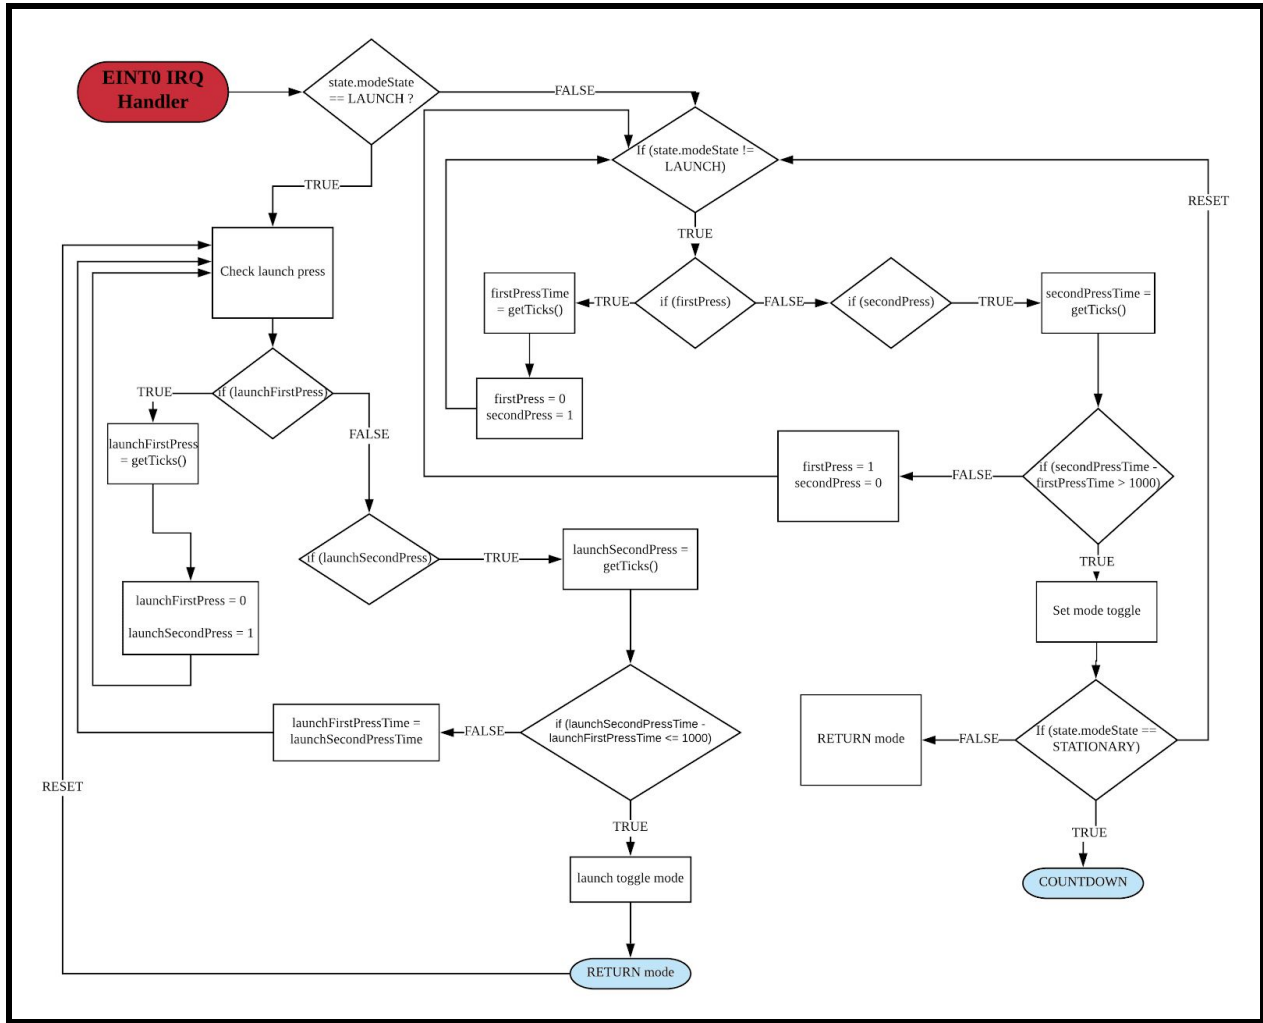 EINT0 IRQ
Handler
state.modeState
== LAUNCH ?
FALSE
If (state.modeState !=
LAUNCH)
TRUE
RESET
TRUE
Check launch press
firstPressTime
= getTicks()
TRUE
if (firstPress)
FALSE
if (secondPress)
TRUE
secondPressTime =
getTicks()
firstPress = 0
secondPress = 1
TRUE
if (launchFirstPress)
FALSE
launchFirstPress
= getTicks()
firstPress = 1
secondPress = 0
FALSE
if (secondPressTime -
firstPressTime > 1000)
TRUE
if (launchSecondPress)
TRUE
launchSecondPress =
getTicks()
launchFirstPress = 0
launchSecondPress = 1
Set mode toggle
launchFirstPressTime =
launchSecondPressTime
FALSE
if (launchSecondPressTime -
launchFirstPressTime <= 1000)
RETURN mode
FALSE
If (state.modeState ==
STATIONARY)
RESET
TRUE
TRUE
launch toggle mode
COUNTDOWN
RETURN mode